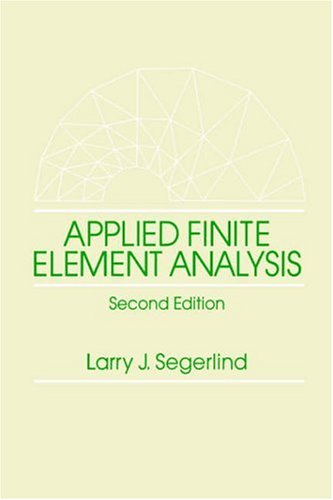 APPLIED FINITE
ELEMENT ANALYSIS
Second Edition
Larry J. Segerlind